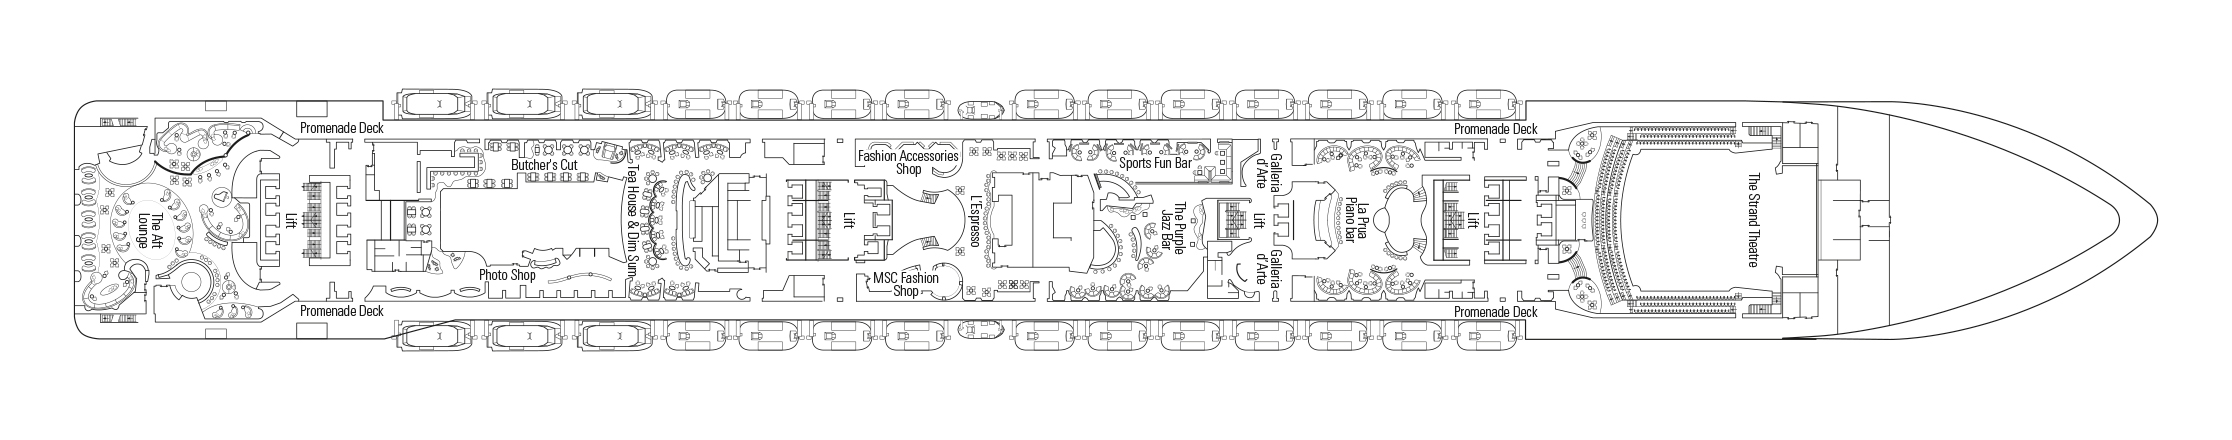 Promenade Deck
Promenade Deck
The Aft
Lounge
Lift
Butcher's Cut
Photo Shop
Tea House & Dim Sum
Lift
Fashion Accessories
Shop
MSC Fashion
Shop
L'Espresso
Sports Fun Bar
The Purple
Jazz Bar
Lift
Galleria
d'Arte
Galleria
d'Arte
La Prua
Piano bar
Lift
Promenade Deck
Promenade Deck
The Strand Theatre